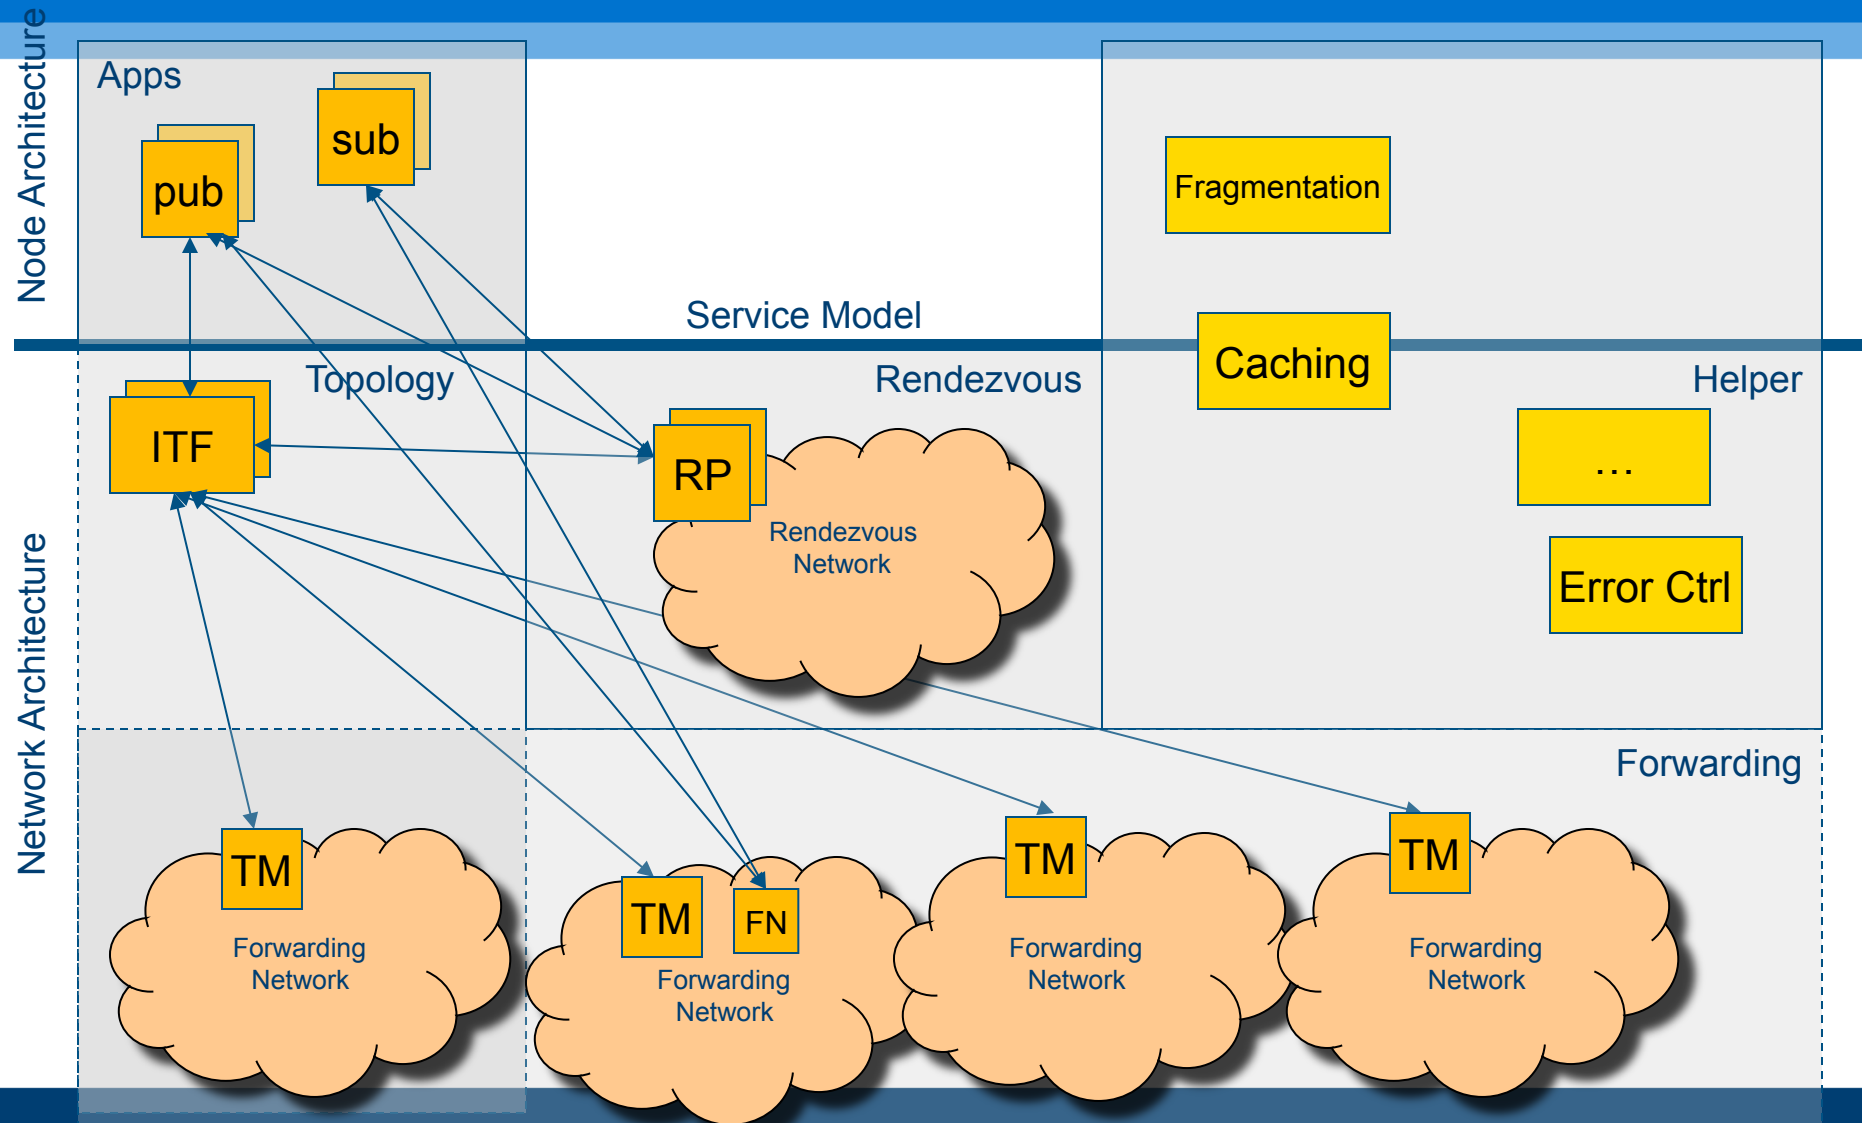 Node Architecture
Apps
sub
pub
Fragmentation
Service Model
Caching
Topology
Rendezvous
Helper
ITF
RP
...
Rendezvous
Network
Error Ctrl
Network Architecture
Forwarding
TM
TM
FN
TM
TM
Forwarding
Network
Forwarding
Network
Forwarding
Network
Forwarding
Network